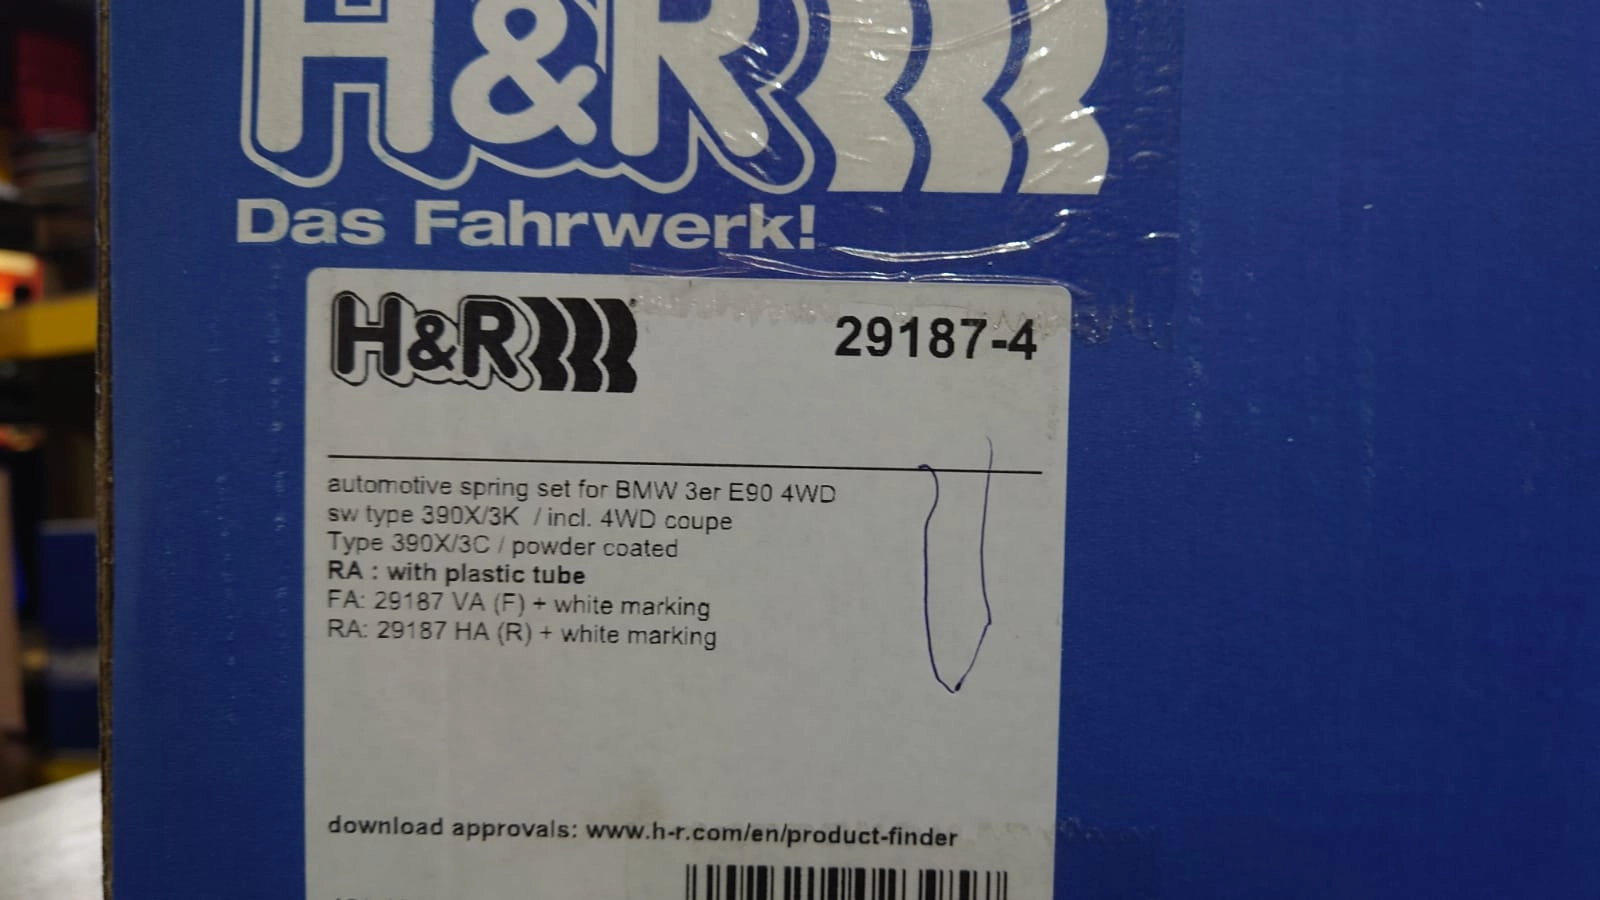 H&R
Das Fahrwerk!
H&R
29187-4
automotive spring set for BMW 3er E90 4WD
sw type 390X/3K / incl. 4WD coupe
Type 390X/3C / powder coated
RA : with plastic tube
FA: 29187 VA (F) + white marking
RA: 29187 HA (R) + white marking
download approvals: www.h-r.com/en/product-finder